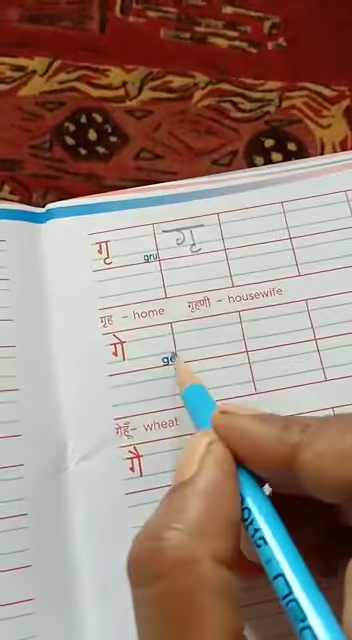 गृ gru गृ
गृह - home गृहणी - housewife
गे ge
गेहूँ - wheat
गै